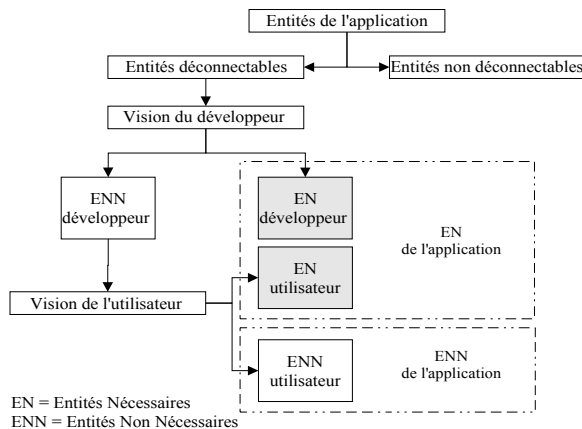 Entités de l'application
Entités déconnectables
Entités non déconnectables
Vision du développeur
ENN
développeur
EN
développeur
EN
de l'application
EN
utilisateur
Vision de l'utilisateur
ENN
utilisateur
ENN
de l'application
EN = Entités Nécessaires
ENN = Entités Non Nécessaires